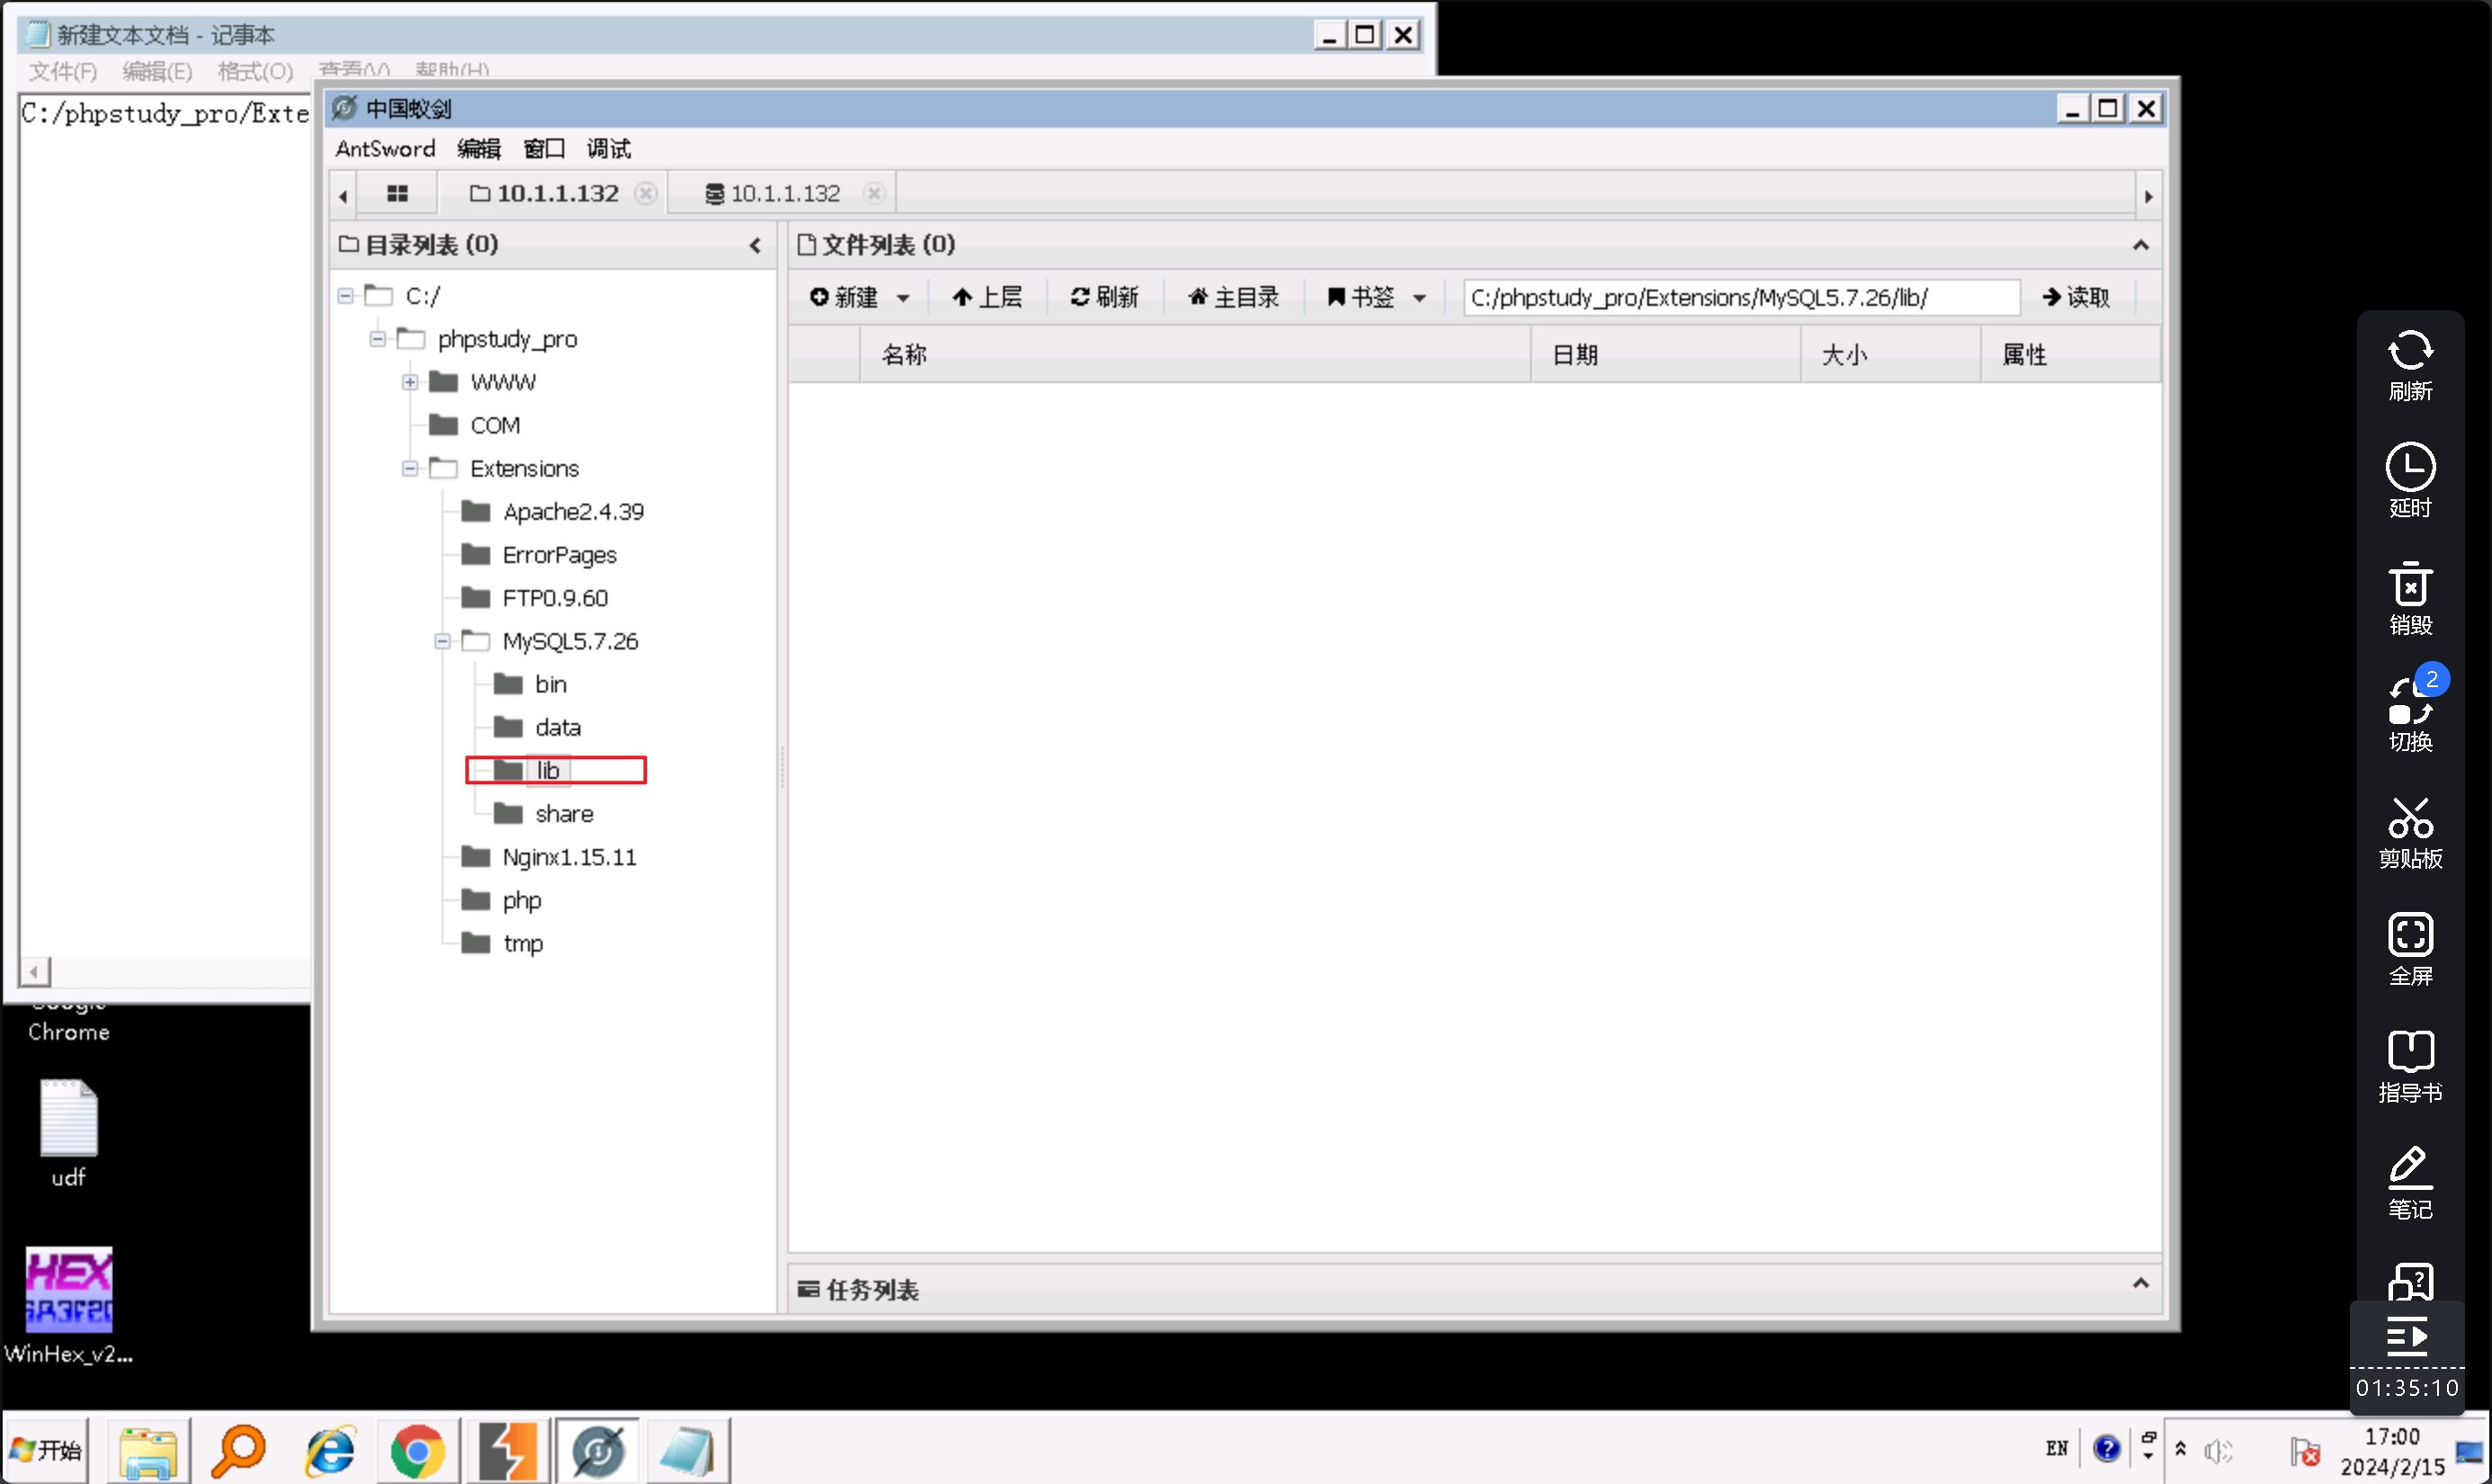 新建文本文档 - 记事本
文件(F) 编辑(E) 格式(O) 查看(V) 帮助(H)
C:/phpstudy_pro/Exte
中国蚁剑
AntSword 编辑 窗口 调试
10.1.1.132
10.1.1.132
目录列表 (0)
文件列表 (0)
新建 上层 刷新 主目录 书签 C:/phpstudy_pro/Extensions/MySQL5.7.26/lib/ 读取
名称 日期 大小 属性
C:/
phpstudy_pro
WWW
COM
Extensions
Apache2.4.39
ErrorPages
FTP0.9.60
MySQL5.7.26
bin
data
lib
share
Nginx1.15.11
php
tmp
任务列表
Google
Chrome
udf
HEX
WinHex_v2...
刷新
延时
销毁
2
切换
剪贴板
全屏
指导书
笔记
01:35:10
开始
EN
17:00
2024/2/15